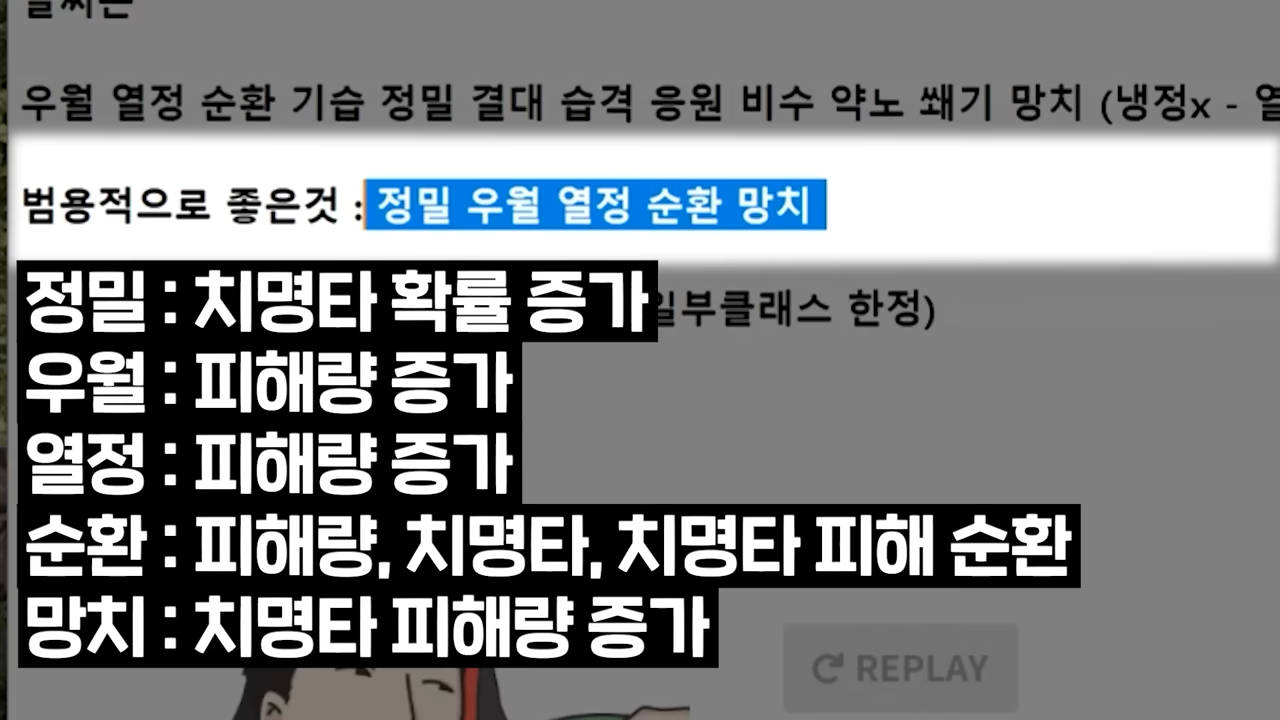 우월 열정 순환 기습 정밀 결대 습격 응원 비수 약노 쐐기 망치 (냉정x - 열
범용적으로 좋은것 : 정밀 우월 열정 순환 망치
정밀 : 치명타 확률 증가
일부클래스 한정)
우월 : 피해량 증가
열정 : 피해량 증가
순환 : 피해량, 치명타, 치명타 피해 순환
망치 : 치명타 피해량 증가
REPLAY